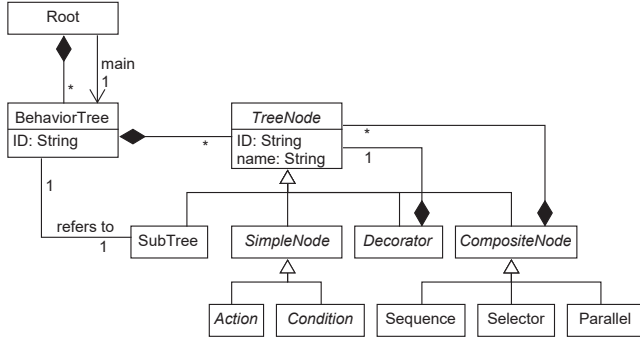 Root
main
1
*
BehaviorTree
ID: String
*
TreeNode
ID: String
name: String
*
1
1
refers to
1
SubTree
SimpleNode
Decorator
CompositeNode
Action
Condition
Sequence
Selector
Parallel